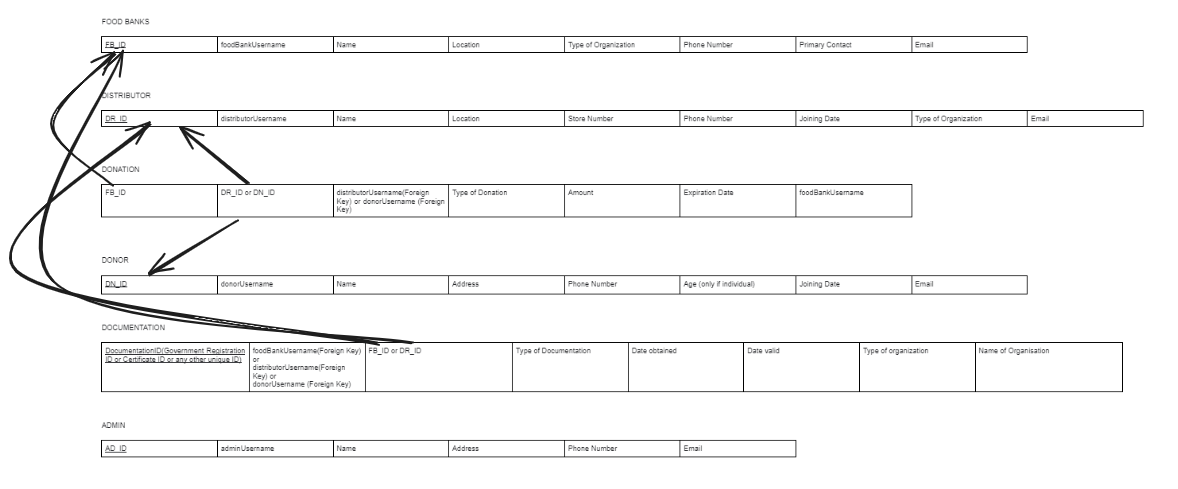 FOOD BANKS
FB_ID foodBankUsername Name Location Type of Organization Phone Number Primary Contact Email
DISTRIBUTOR
DR_ID distributorUsername Name Location Store Number Phone Number Joining Date Type of Organization Email
DONATION
FB_ID DR_ID or DN_ID distributorUsername(Foreign Type of Donation Amount Expiration Date foodBankUsername
Key) or donorUsername (Foreign
Key)
DONOR
DN_ID donorUsername Name Address Phone Number Age (only if individual) Joining Date Email
DOCUMENTATION
DocumentationID(Government Registration foodBankUsername(Foreign Key) FB_ID or DR_ID Type of Documentation Date obtained Date valid Type of organization Name of Organisation
ID or Certificate ID or any other unique ID) or
distributorUsername(Foreign
Key) or
donorUsername (Foreign Key)
ADMIN
AD_ID adminUsername Name Address Phone Number Email